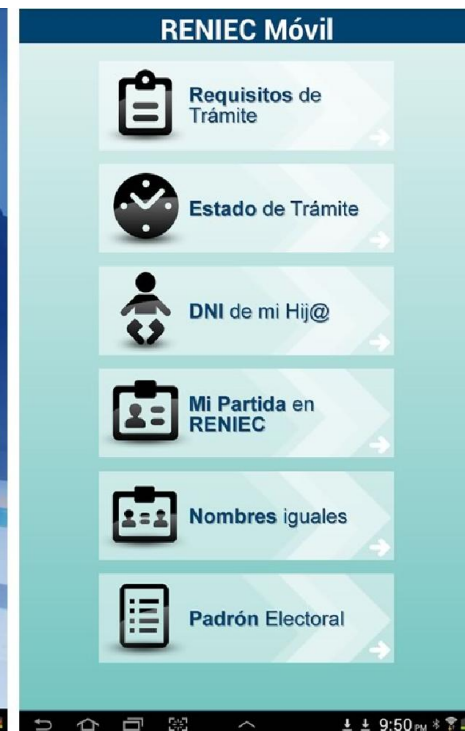 RENIEC Móvil
Requisitos de
Trámite
Estado de Trámite
DNI de mi Hij@
Mi Partida en
RENIEC
Nombres iguales
Padrón Electoral
9:50 PM